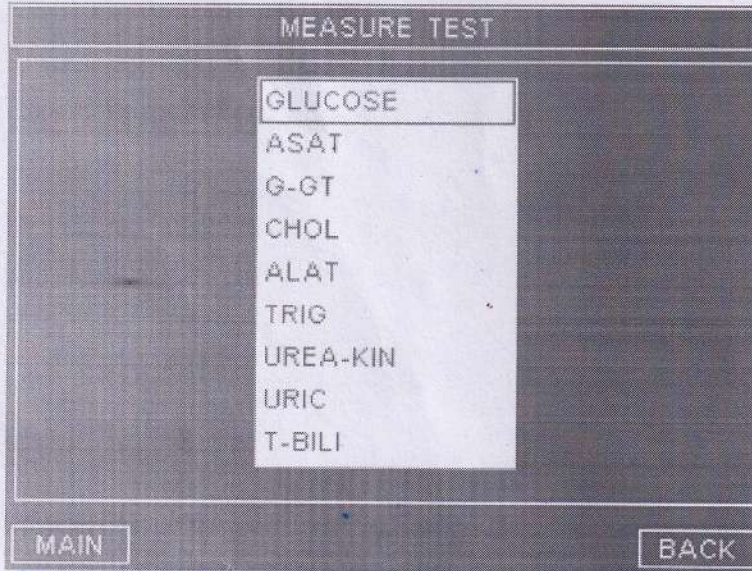 MEASURE TEST
GLUCOSE
ASAT
G-GT
CHOL
ALAT
TRIG
UREA-KIN
URIC
T-BILI
MAIN
BACK